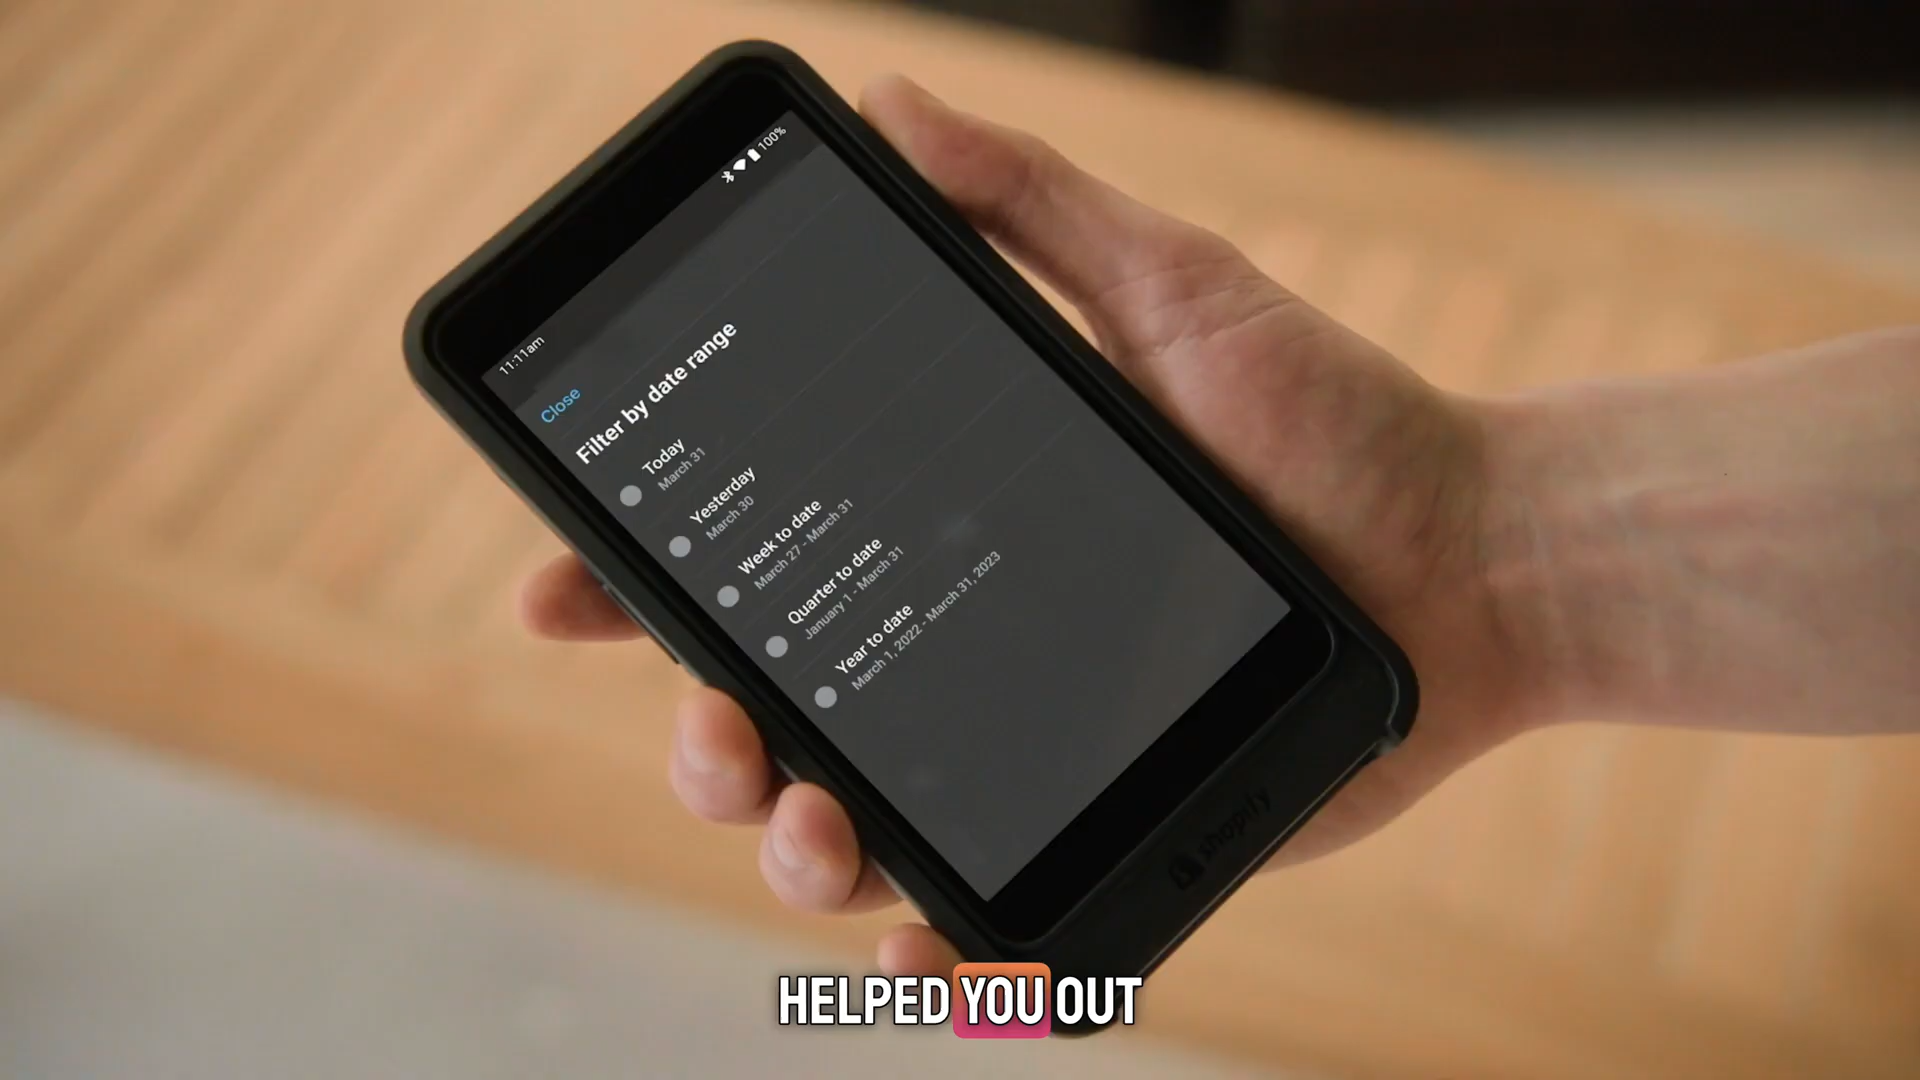 11:11am
100%
Close
Filter by date range
Today
March 31
Yesterday
March 30
Week to date
March 27 - March 31
Quarter to date
January 1 - March 31
Year to date
March 1, 2022 - March 31, 2023
shopify
HELPED YOU OUT